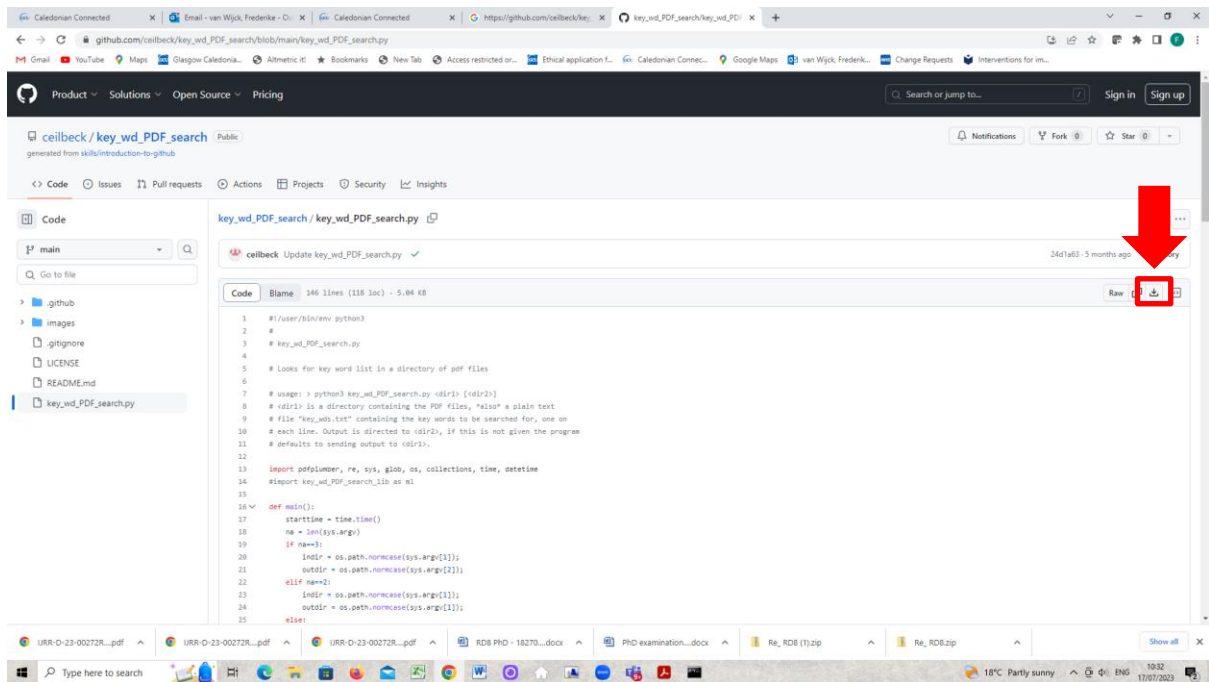 Caledonian Connected
Email - van Wijck, Frederike - Ou
Caledonian Connected
https://github.com/ceilbeck/key_
key_wd_PDF_search/key_wd_PDF
github.com/ceilbeck/key_wd_PDF_search/blob/main/key_wd_PDF_search.py
Gmail YouTube Maps Glasgow Caledonia... Altmetric it! Bookmarks New Tab Access restricted or... Ethical application f... Caledonian Connec... Google Maps van Wijck, Frederik... Change Requests Interventions for im...
Product Solutions Open Source Pricing Search or jump to... / Sign in Sign up
ceilbeck / key_wd_PDF_search Public Notifications Fork 0 Star 0
generated from skills/introduction-to-github
Code Issues Pull requests Actions Projects Security Insights
Code key_wd_PDF_search / key_wd_PDF_search.py
main
ceilbeck Update key_wd_PDF_search.py 24d1a63 · 5 months ago ory
Go to file
Code Blame 146 lines (118 loc) · 5.04 KB Raw
.github
images
.gitignore
LICENSE
README.md
key_wd_PDF_search.py
1 #!/user/bin/env python3
2 #
3 # key_wd_PDF_search.py
4
5 # Looks for key word list in a directory of pdf files
6
7 # usage: > python3 key_wd_PDF_search.py <dir1> [<dir2>]
8 # <dir1> is a directory containing the PDF files, *also* a plain text
9 # file "key_wds.txt" containing the key words to be searched for, one on
10 # each line. Output is directed to <dir2>, if this is not given the program
11 # defaults to sending output to <dir1>.
12
13 import pdfplumber, re, sys, glob, os, collections, time, datetime
14 #import key_wd_PDF_search_lib as ml
15
16 def main():
17 starttime = time.time()
18 na = len(sys.argv)
19 if na==3:
20 indir = os.path.normcase(sys.argv[1]);
21 outdir = os.path.normcase(sys.argv[2]);
22 elif na==2:
23 indir = os.path.normcase(sys.argv[1]);
24 outdir = os.path.normcase(sys.argv[1]);
25 else:
URR-D-23-00272R....pdf URR-D-23-00272R....pdf URR-D-23-00272R....pdf RD8 PhD - 18270....docx PhD examination....docx Re_ RD8 (1).zip Re_ RD8.zip Show all
Type here to search 18°C Partly sunny ENG 10:32
17/07/2023